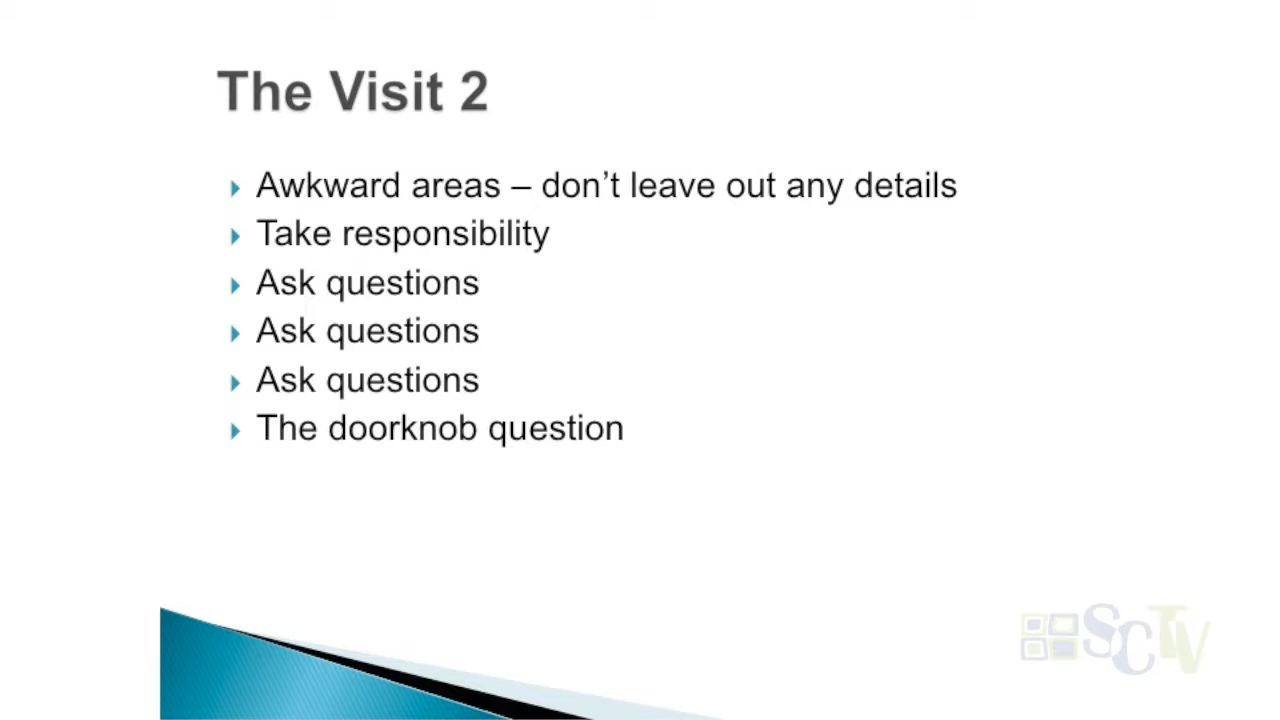 The Visit 2
Awkward areas – don’t leave out any details
Take responsibility
Ask questions
Ask questions
Ask questions
The doorknob question
SCTV